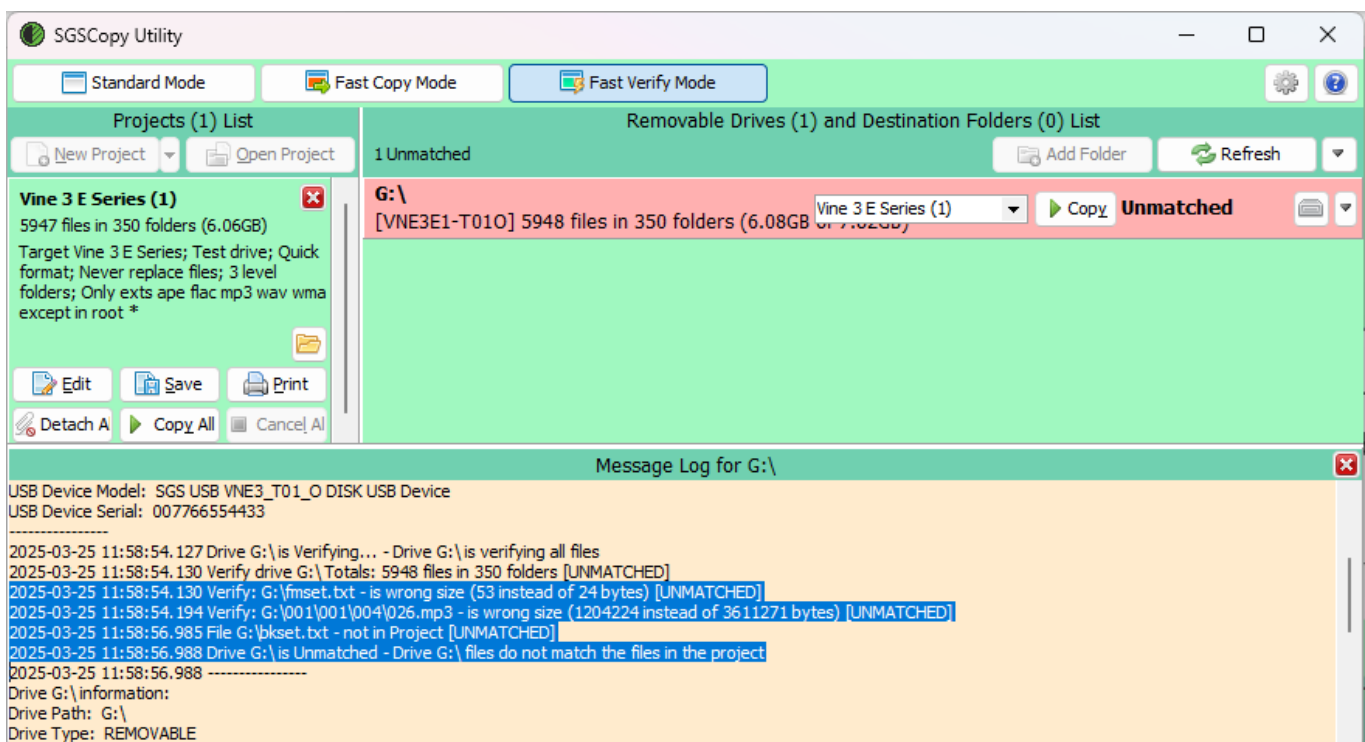 SGSCopy Utility
Standard Mode
Fast Copy Mode
Fast Verify Mode
Projects (1) List
New Project
Open Project
Vine 3 E Series (1)
5947 files in 350 folders (6.06GB)
Target Vine 3 E Series; Test drive; Quick
format; Never replace files; 3 level
folders; Only exts ape flac mp3 wav wma
except in root *
Edit
Save
Print
Detach A
Copy All
Cancel Al
Removable Drives (1) and Destination Folders (0) List
1 Unmatched
Add Folder
Refresh
G:\
[VNE3E1-T01O] 5948 files in 350 folders (6.08GB
Vine 3 E Series (1)
Copy
Unmatched
Message Log for G:\
USB Device Model: SGS USB VNE3_T01_O DISK USB Device
USB Device Serial: 007766554433
----------------
2025-03-25 11:58:54.127 Drive G:\ is Verifying... - Drive G:\ is verifying all files
2025-03-25 11:58:54.130 Verify drive G:\ Totals: 5948 files in 350 folders [UNMATCHED]
2025-03-25 11:58:54.130 Verify: G:\fmset.txt - is wrong size (53 instead of 24 bytes) [UNMATCHED]
2025-03-25 11:58:54.194 Verify: G:\001\001\004\026.mp3 - is wrong size (1204224 instead of 3611271 bytes) [UNMATCHED]
2025-03-25 11:58:56.985 File G:\bkset.txt - not in Project [UNMATCHED]
2025-03-25 11:58:56.988 Drive G:\ is Unmatched - Drive G:\ files do not match the files in the project
2025-03-25 11:58:56.988 ----------------
Drive G:\ information:
Drive Path: G:\
Drive Type: REMOVABLE